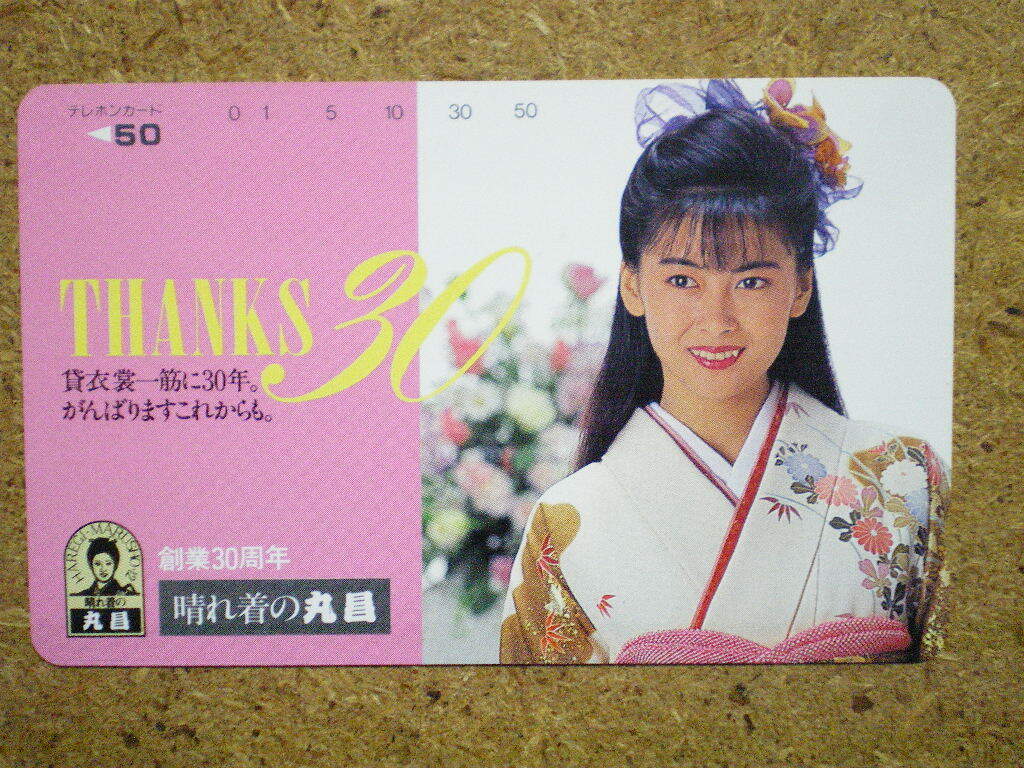 テレホンカード
◀50
0 1 5 10 30 50
THANKS 30
貸衣裳一筋に30年。
がんばりますこれからも。
HAREGI-MARUSHO
晴れ着の
丸昌
創業30周年
晴れ着の丸昌